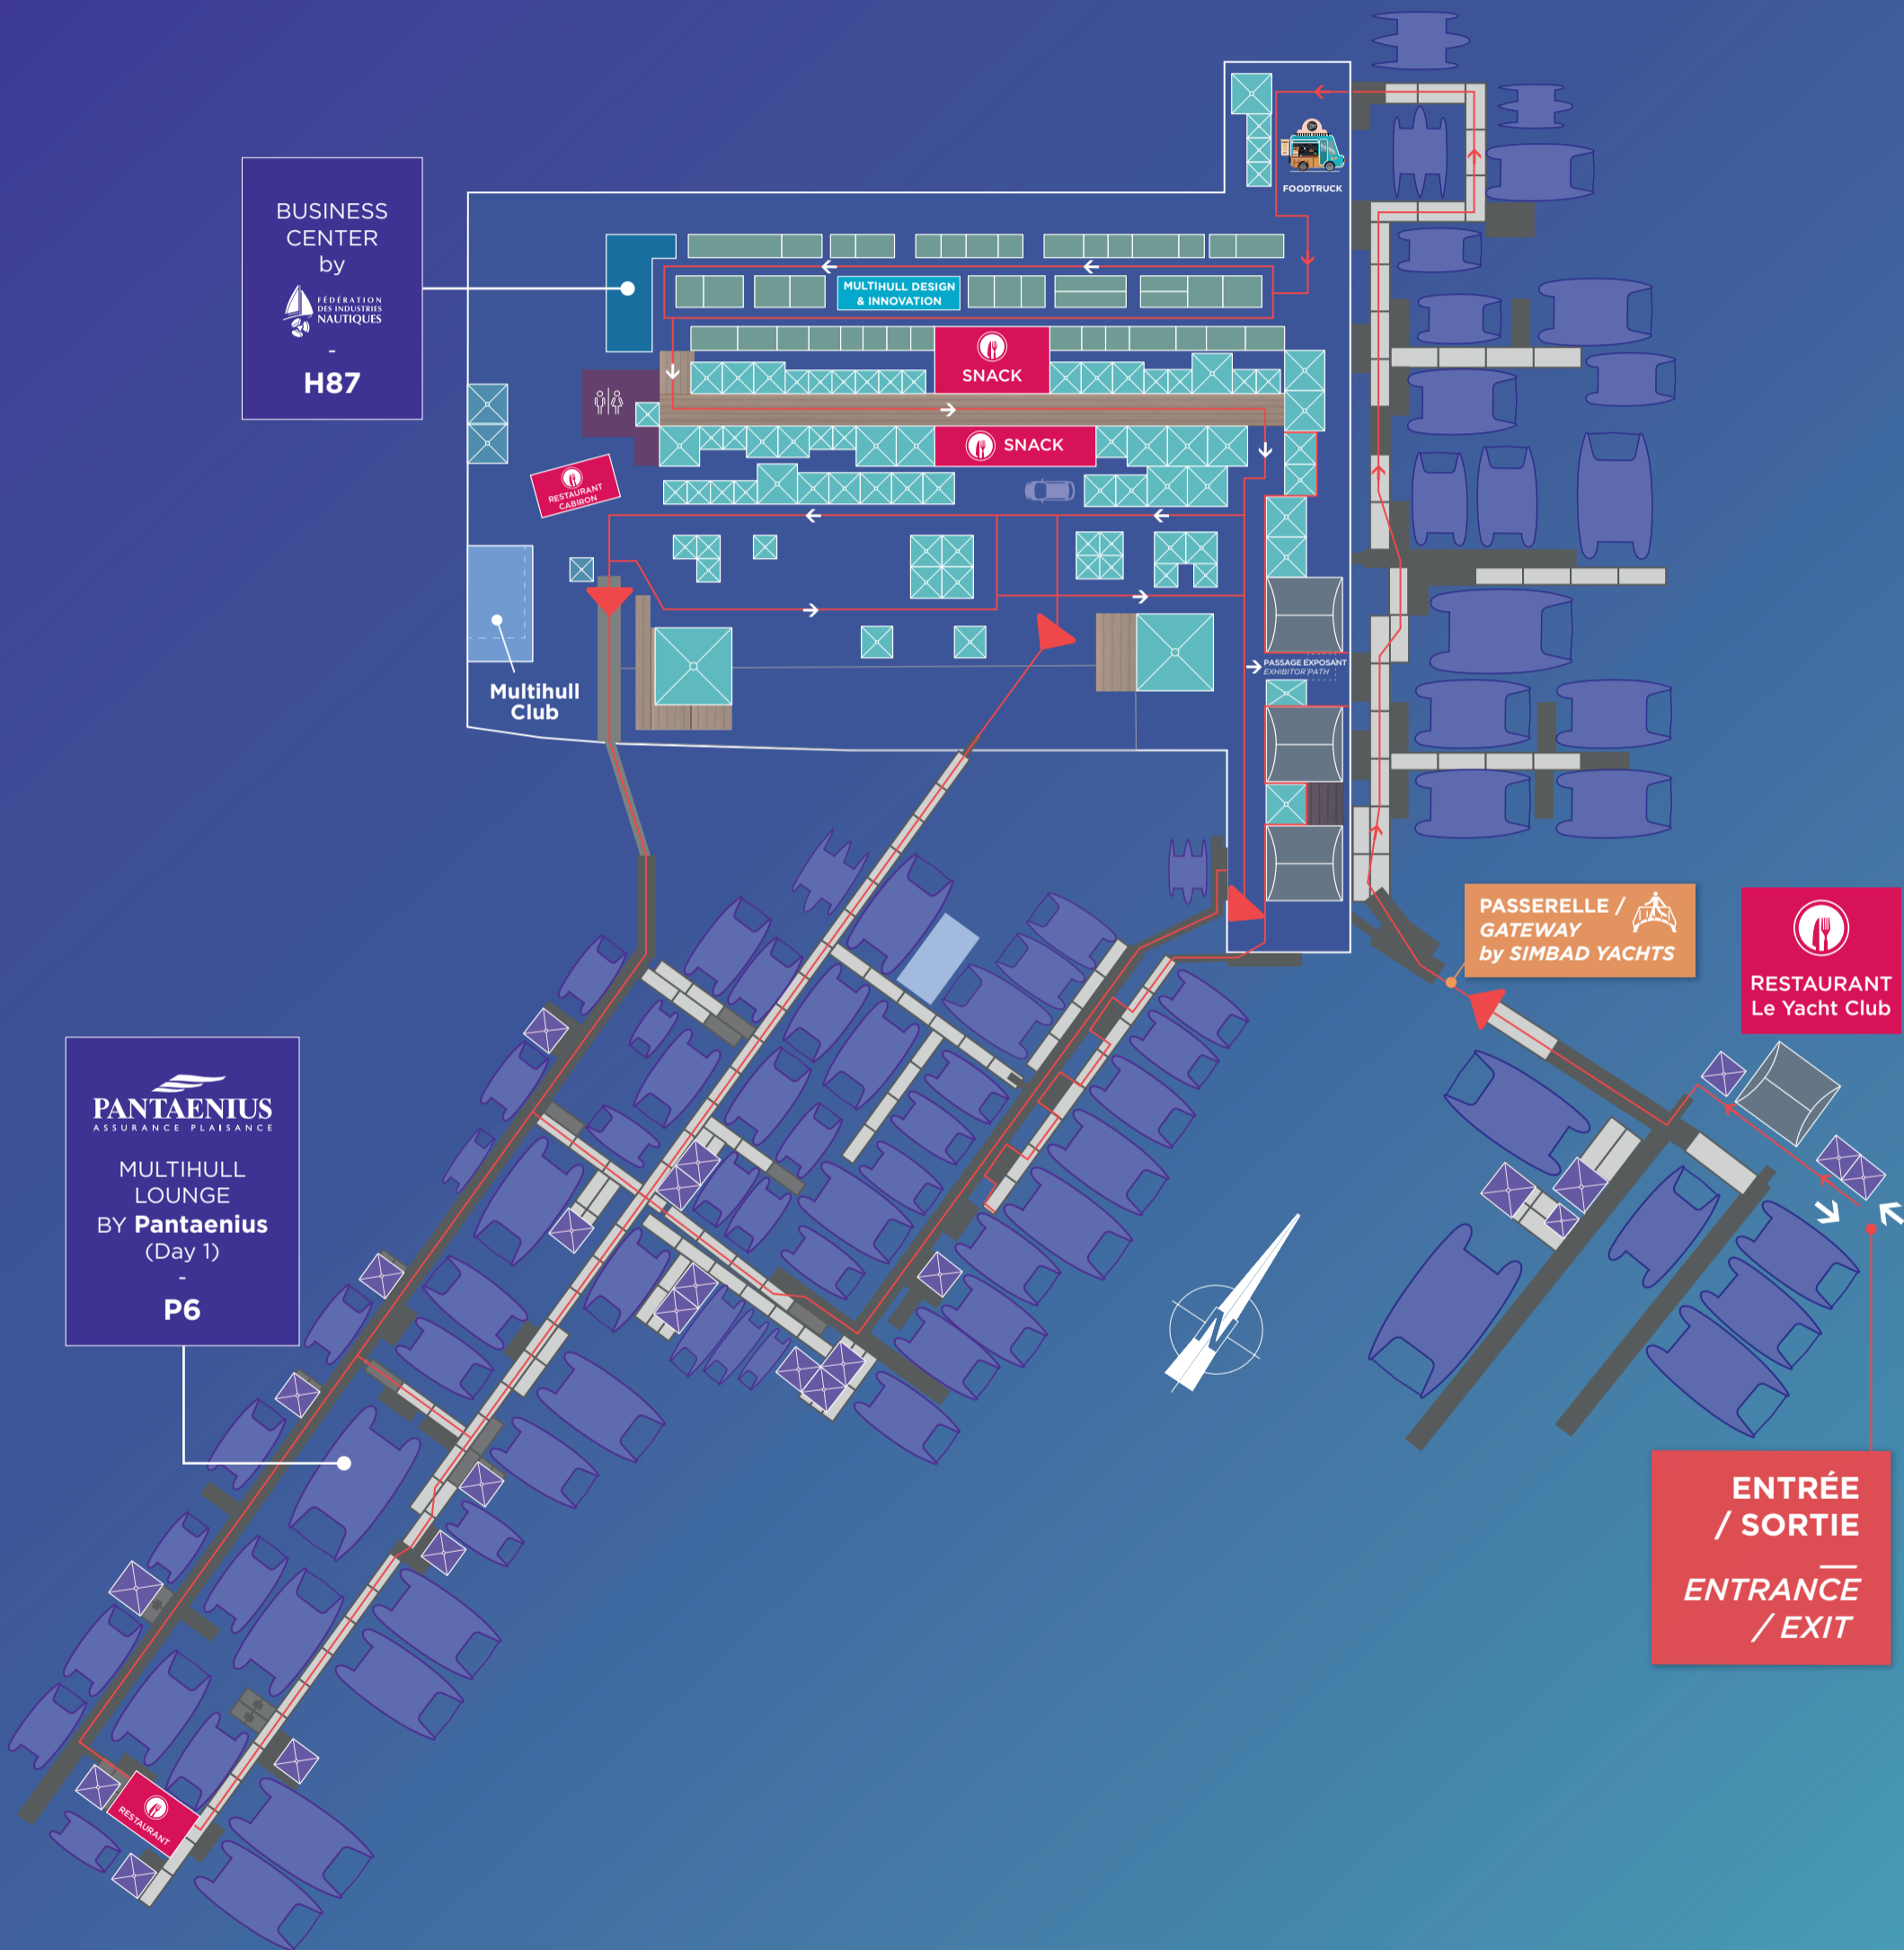 FOODTRUCK
BUSINESS
CENTER
by
FÉDÉRATION
DES INDUSTRIES
NAUTIQUES
-
H87
MULTIHULL DESIGN
& INNOVATION
SNACK
SNACK
RESTAURANT
CABIRON
Multihull
Club
PASSAGE EXPOSANT
EXHIBITOR PATH
PASSERELLE /
GATEWAY
by SIMBAD YACHTS
RESTAURANT
Le Yacht Club
PANTAENIUS
ASSURANCE PLAISANCE
MULTIHULL
LOUNGE
BY Pantaenius
(Day 1)
-
P6
ENTRÉE
/ SORTIE
—
ENTRANCE
/ EXIT
RESTAURANT